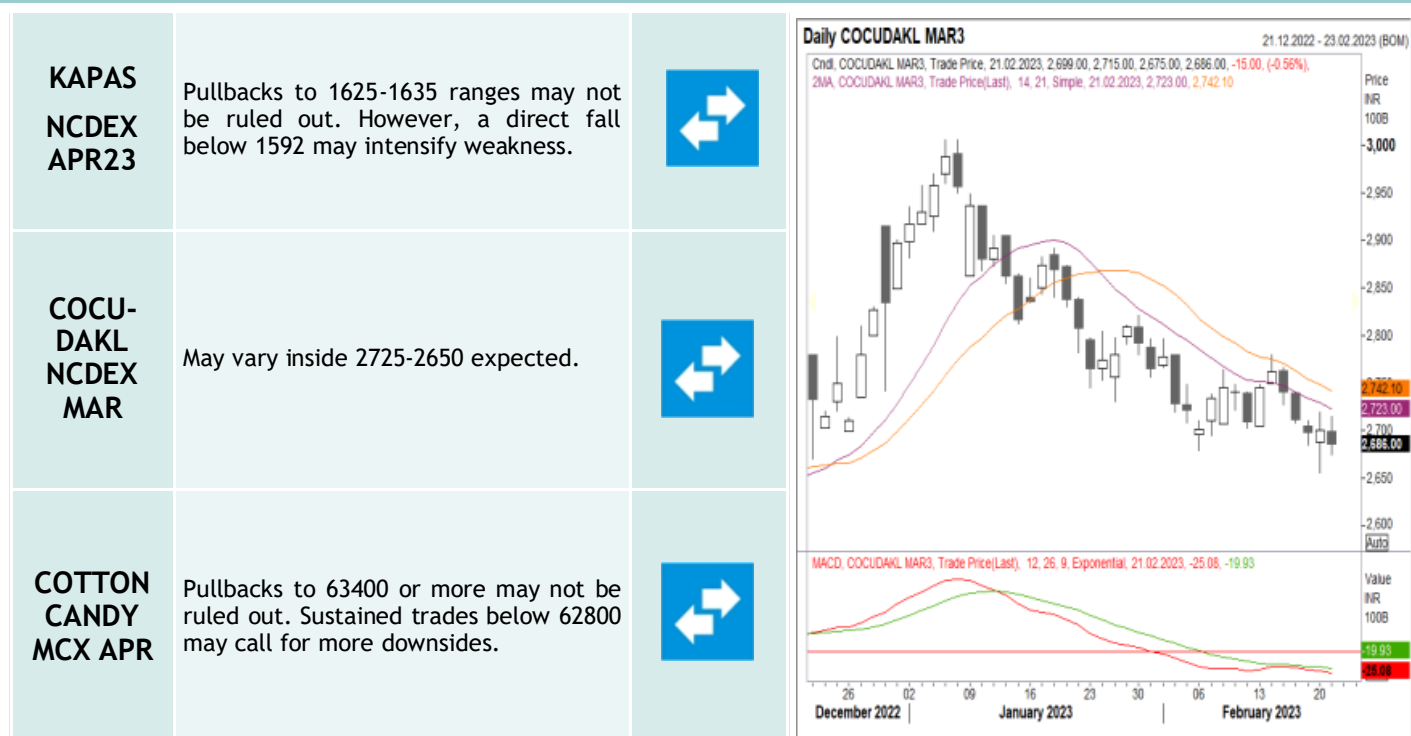 KAPAS
NCDEX
APR23
Pullbacks to 1625-1635 ranges may not
be ruled out. However, a direct fall
below 1592 may intensify weakness.
COCU-
DAKL
NCDEX
MAR
May vary inside 2725-2650 expected.
COTTON
CANDY
MCX APR
Pullbacks to 63400 or more may not be
ruled out. Sustained trades below 62800
may call for more downsides.
Daily COCUDAKL MAR3
21.12.2022 - 23.02.2023 (BOM)
Cndl, COCUDAKL MAR3, Trade Price, 21.02.2023, 2,699.00, 2,715.00, 2,675.00, 2,686.00, -15.00, (-0.56%),
2MA, COCUDAKL MAR3, Trade Price(Last), 14, 21, Simple, 21.02.2023, 2,723.00, 2,742.10
Price
INR
100B
3,000
2,950
2,900
2,850
2,800
2,742.10
2,723.00
2,700
2,686.00
2,650
2,600
Auto
MACD, COCUDAKL MAR3, Trade Price(Last), 12, 26, 9, Exponential, 21.02.2023, -25.08, -19.93
Value
INR
100B
-19.93
-25.08
26 02 09 16 23 30 06 13 20
December 2022 January 2023 February 2023